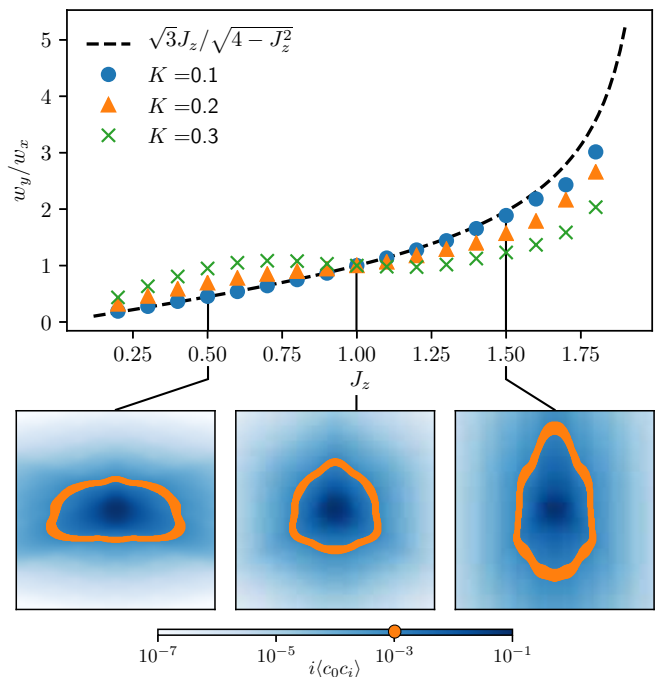 5
4
3
2
1
0
w_y/w_x
√3J_z/√4 − J_z^2
K =0.1
K =0.2
K =0.3
0.25 0.50 0.75 1.00 1.25 1.50 1.75
J_z
10^−7 10^−5 10^−3 10^−1
i⟨c_0c_i⟩